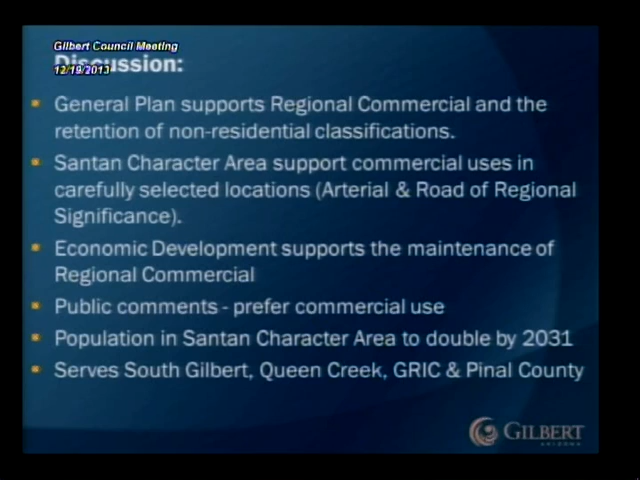 Gilbert Council Meeting
Discussion:
12/19/2013
General Plan supports Regional Commercial and the
retention of non-residential classifications.
Santan Character Area support commercial uses in
carefully selected locations (Arterial & Road of Regional
Significance).
Economic Development supports the maintenance of
Regional Commercial
Public comments - prefer commercial use
Population in Santan Character Area to double by 2031
Serves South Gilbert, Queen Creek, GRIC & Pinal County
GILBERT
ARIZONA